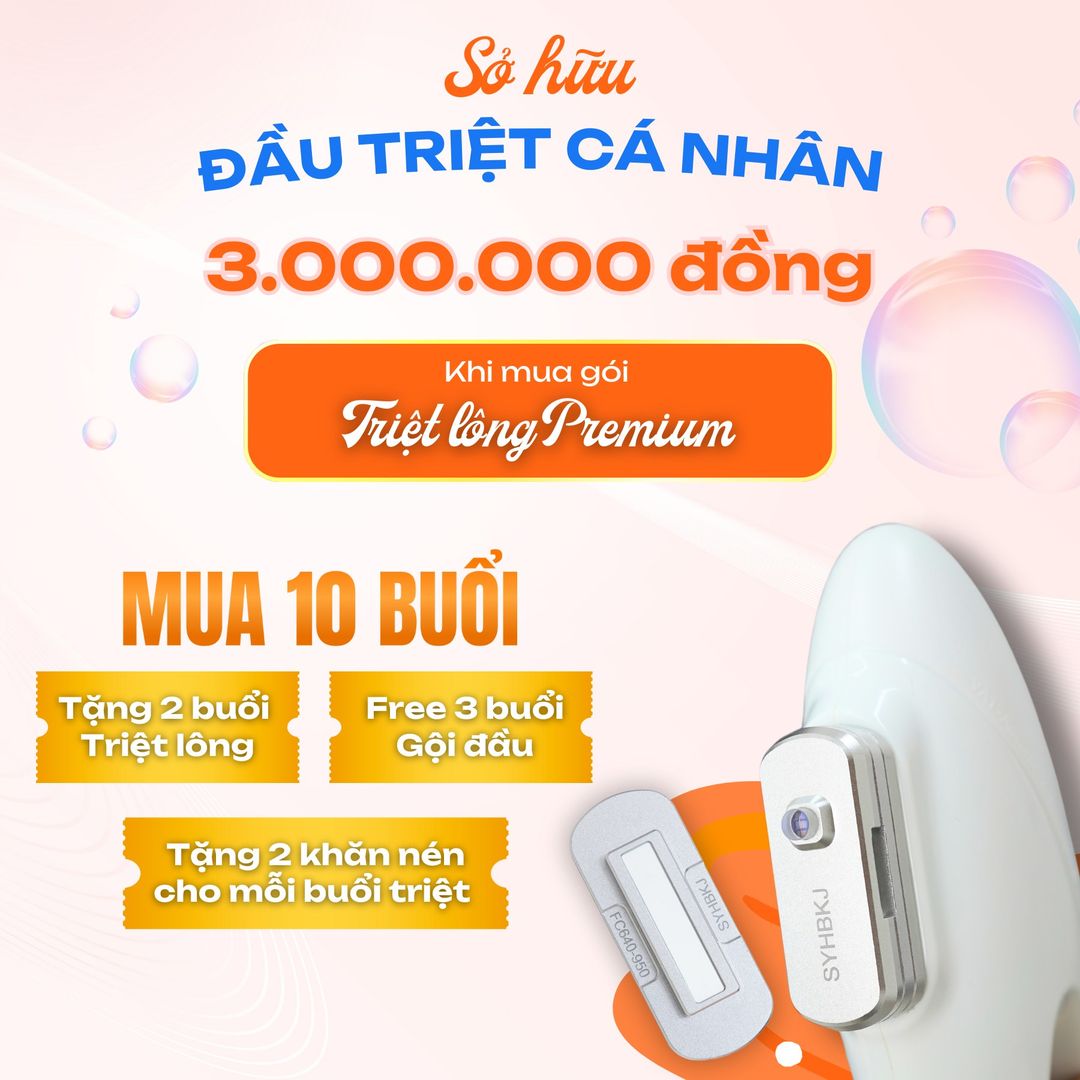 Sở hữu
ĐẦU TRIỆT CÁ NHÂN
3.000.000 đồng
Khi mua gói
Triệt lông Premium
MUA 10 BUỔI
Tặng 2 buổi
Triệt lông
Free 3 buổi
Gội đầu
Tặng 2 khăn nén
cho mỗi buổi triệt
SYHBKJ
FC640-950
SYHBKJ